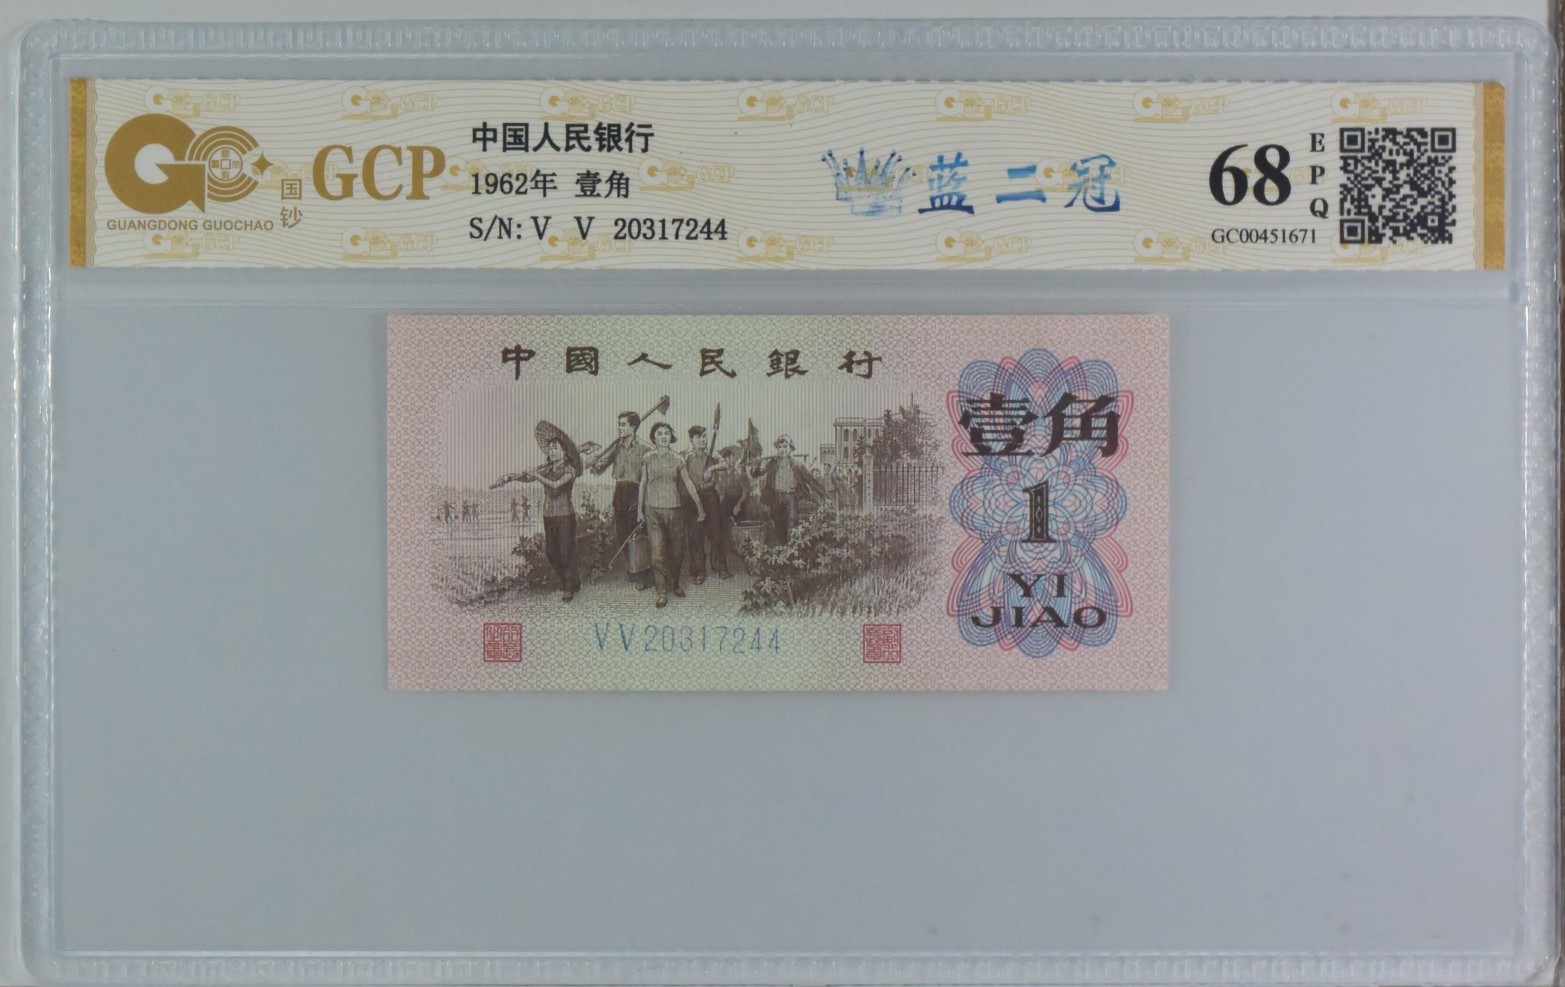 GUANGDONG GUOCHAO
国钞
GCP
中国人民银行
1962年 壹角
S/N: V V 20317244
蓝二冠
68
EPQ
GC00451671
中國人民銀行
壹角
1
YI
JIAO
VV20317244